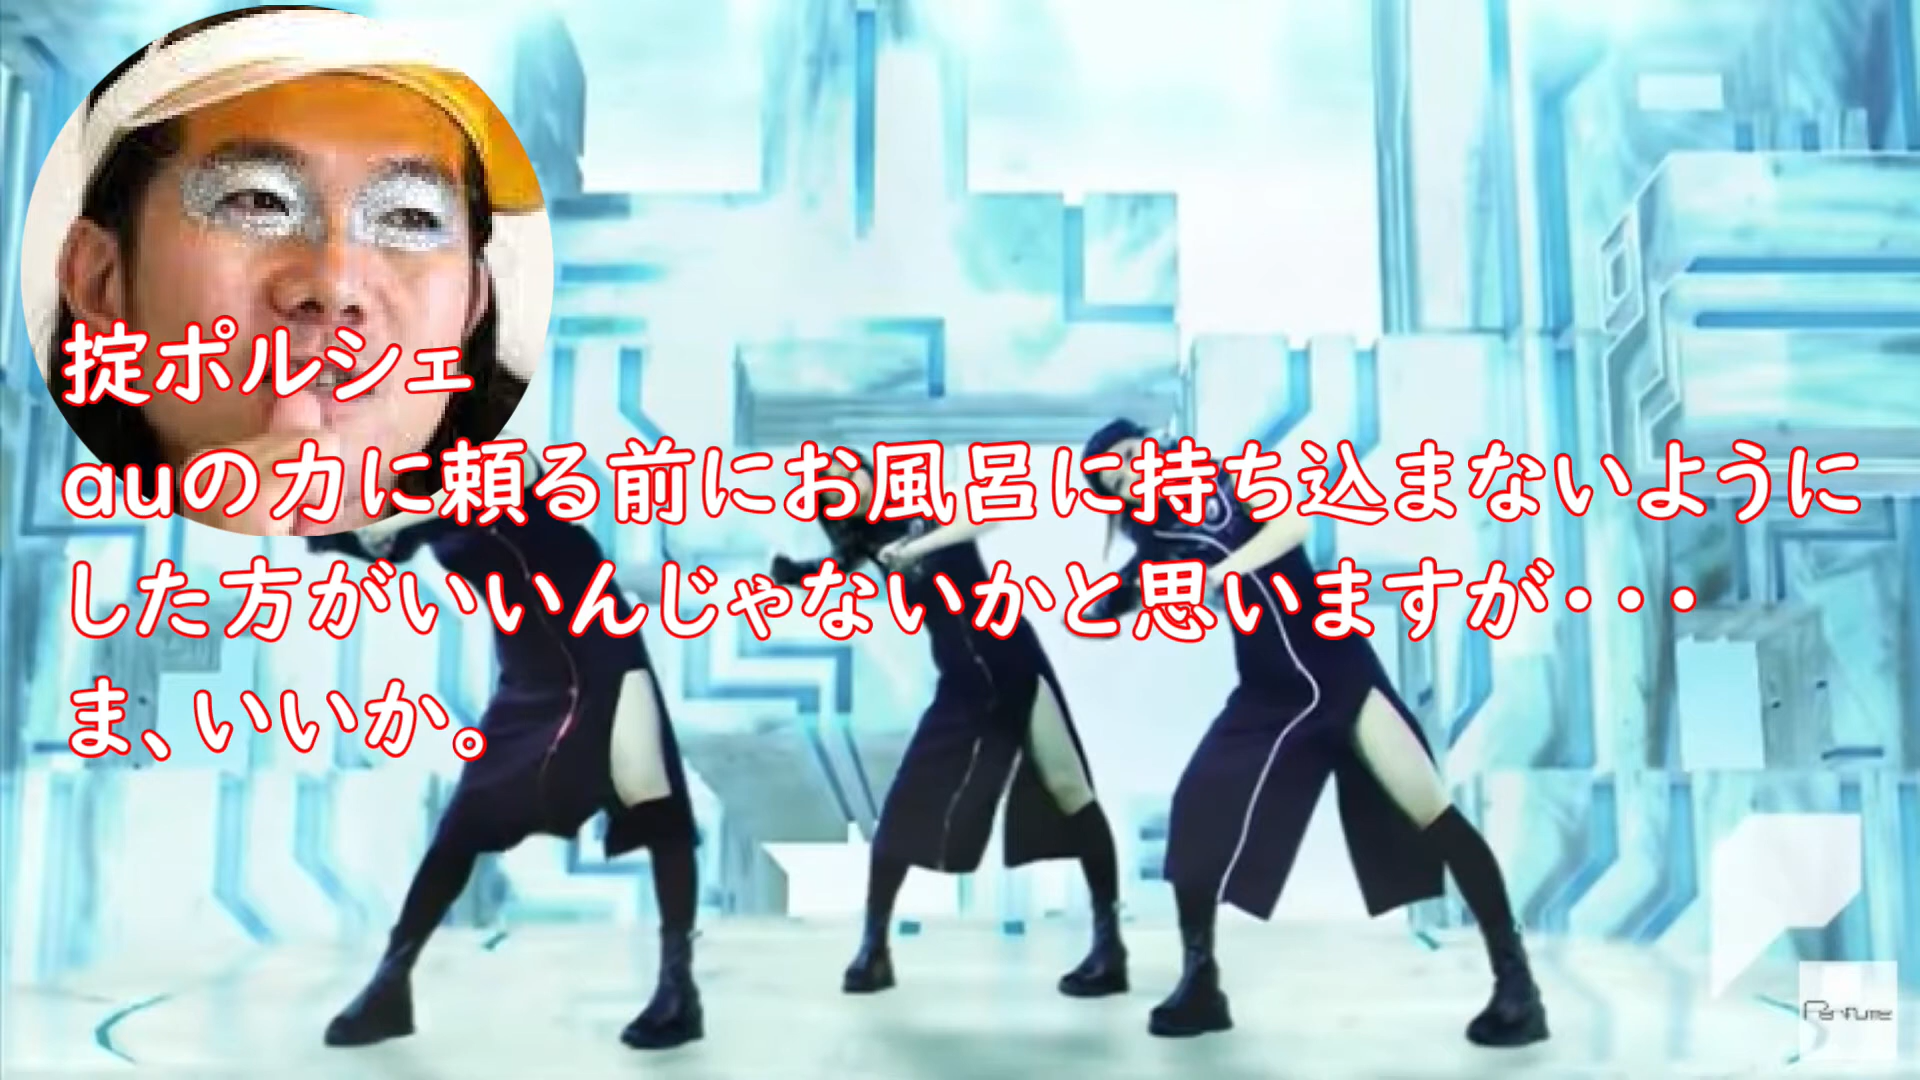 掟ポルシェ
auの力に頼る前にお風呂に持ち込まないように
した方がいいんじゃないかと思いますが・・・
ま、いいか。
Perfume